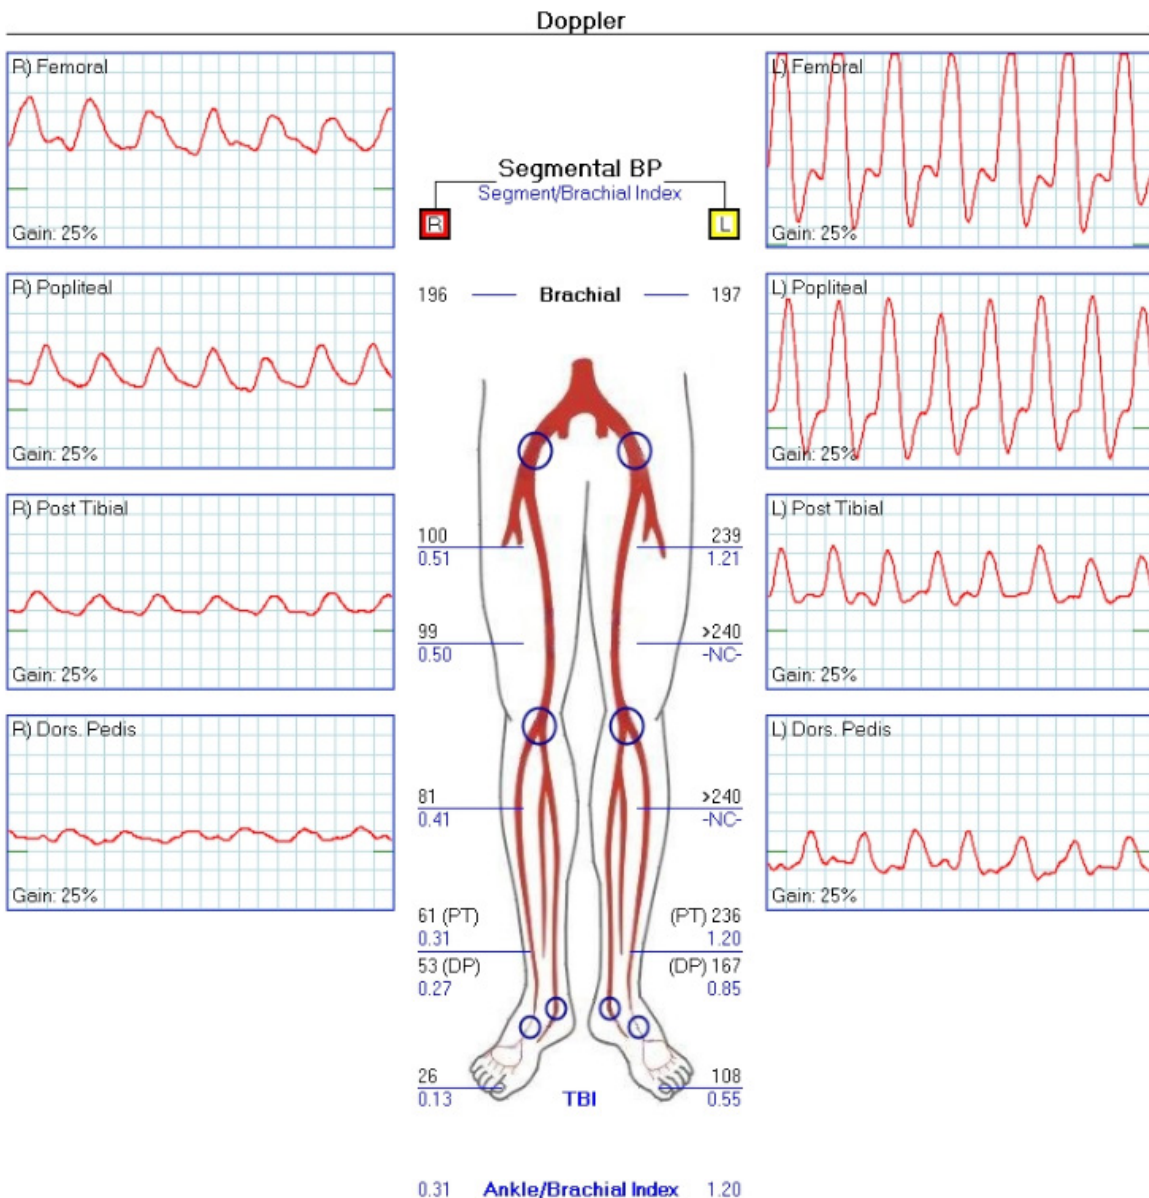 Doppler
R) Femoral
Gain: 25%
R) Popliteal
Gain: 25%
R) Post Tibial
Gain: 25%
R) Dors. Pedis
Gain: 25%
Segmental BP
Segment/Brachial Index
R L
196 Brachial 197
100 239
0.51 1.21
99 >240
0.50 -NC-
81 >240
0.41 -NC-
61 (PT) (PT) 236
0.31 1.20
53 (DP) (DP) 167
0.27 0.85
26 108
0.13 TBI 0.55
0.31 Ankle/Brachial Index 1.20
L) Femoral
Gain: 25%
L) Popliteal
Gain: 25%
L) Post Tibial
Gain: 25%
L) Dors. Pedis
Gain: 25%